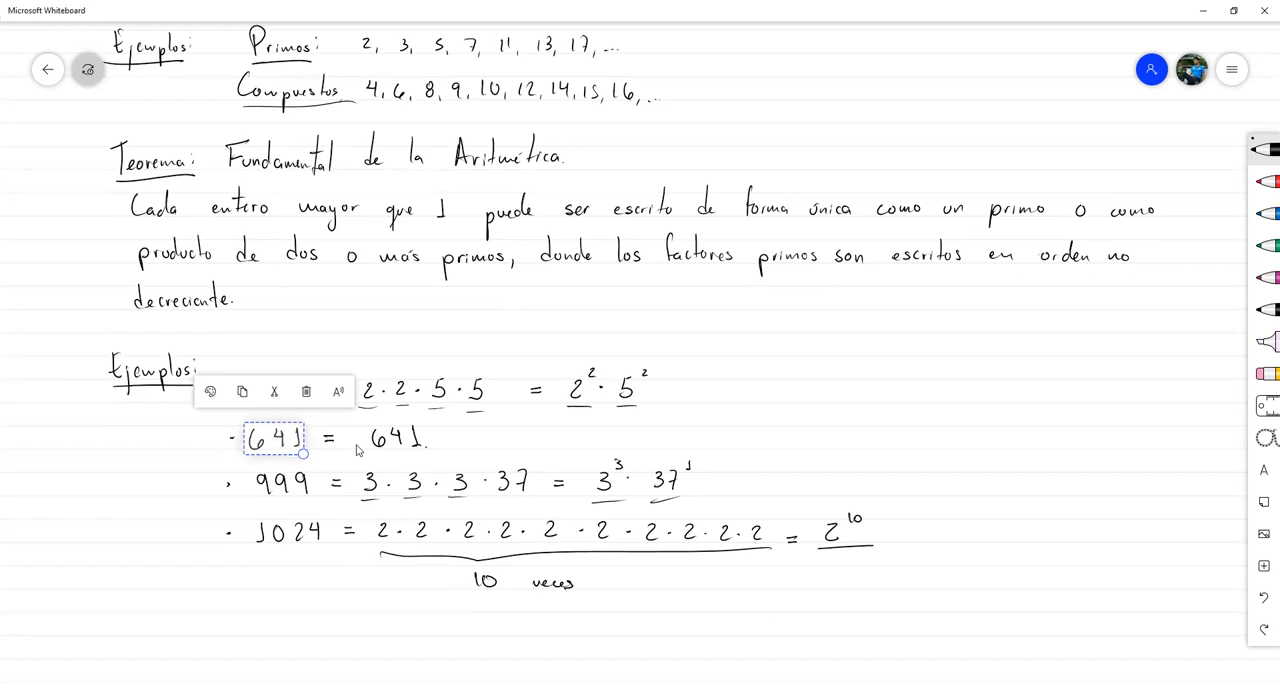 Microsoft Whiteboard
Ejemplos: Primos: 2, 3, 5, 7, 11, 13, 17, ...
Compuestos 4, 6, 8, 9, 10, 12, 14, 15, 16, ...
Teorema: Fundamental de la Aritmética.
Cada entero mayor que 1 puede ser escrito de forma única como un primo o como
producto de dos o más primos, donde los factores primos son escritos en orden no
decreciente.
Ejemplos:
2 · 2 · 5 · 5 = 2² · 5²
· 641 = 641.
· 999 = 3 · 3 · 3 · 37 = 3³ · 37¹
· 1024 = 2 · 2 · 2 · 2 · 2 · 2 · 2 · 2 · 2 · 2 = 2¹⁰
10 veces